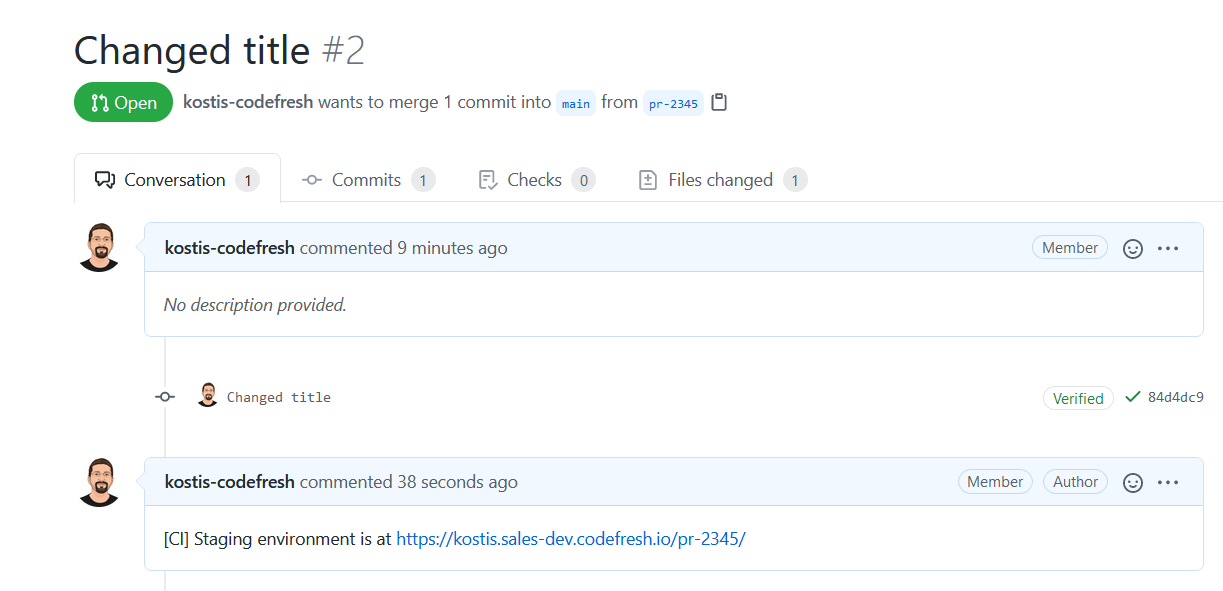 Changed title #2
Open kostis-codefresh wants to merge 1 commit into main from pr-2345
Conversation 1 Commits 1 Checks 0 Files changed 1
kostis-codefresh commented 9 minutes ago Member
No description provided.
Changed title Verified 84d4dc9
kostis-codefresh commented 38 seconds ago Member Author
[CI] Staging environment is at https://kostis.sales-dev.codefresh.io/pr-2345/